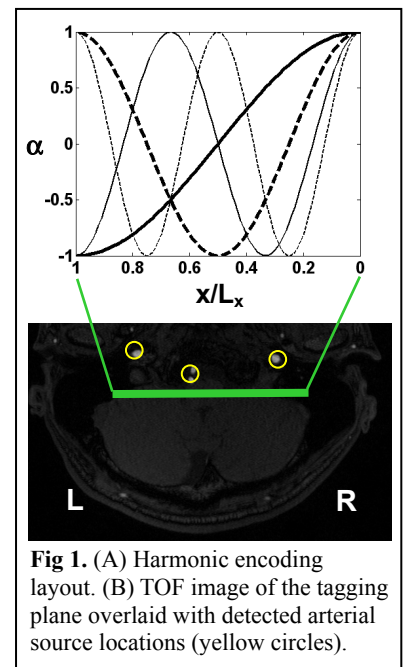 1
0.5
α 0
-0.5
-1
1 0.8 0.6 0.4 0.2 0
x/Lx
L R
Fig 1. (A) Harmonic encoding
layout. (B) TOF image of the tagging
plane overlaid with detected arterial
source locations (yellow circles).